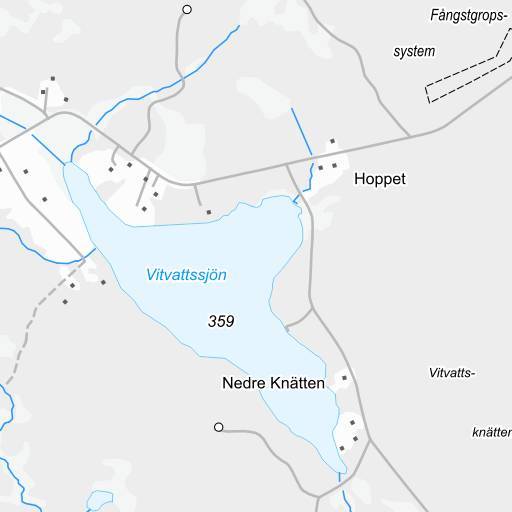 Fångstgrops-
system
Hoppet
Vitvattssjön
359
Nedre Knätten
Vitvatts-
knätten